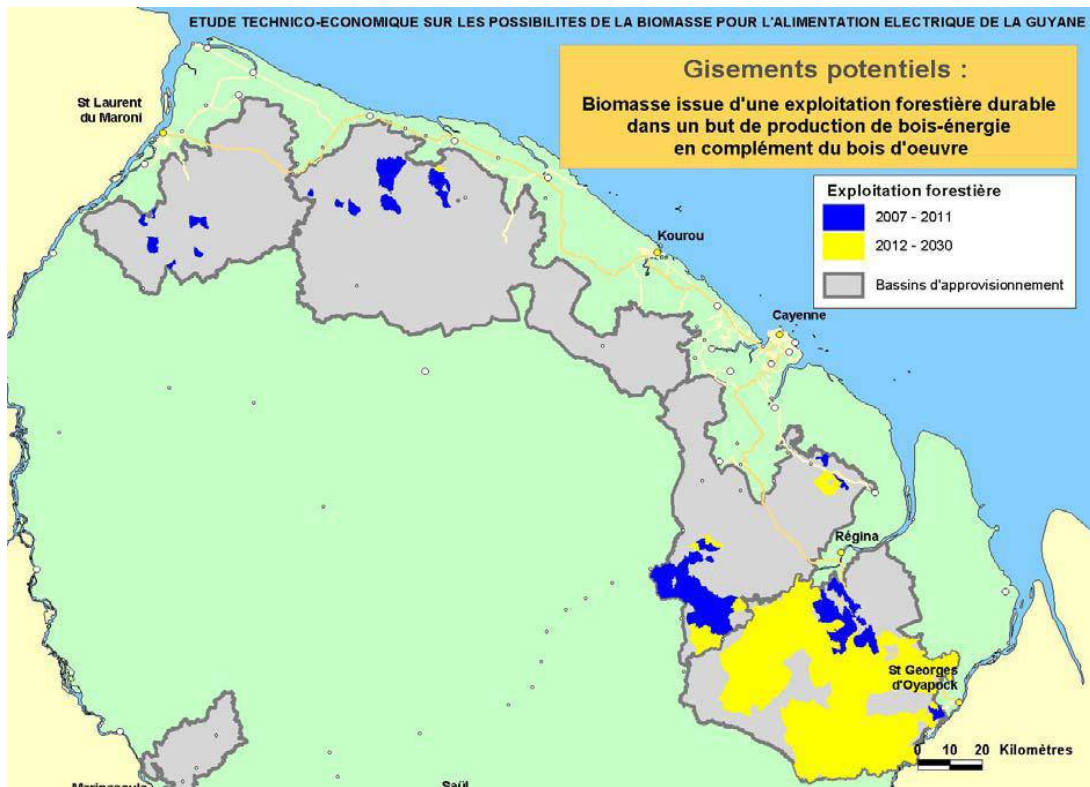 ETUDE TECHNICO-ECONOMIQUE SUR LES POSSIBILITES DE LA BIOMASSE POUR L'ALIMENTATION ELECTRIQUE DE LA GUYANE
Gisements potentiels :
Biomasse issue d'une exploitation forestière durable
dans un but de production de bois-énergie
en complément du bois d'oeuvre
Exploitation forestière
2007 - 2011
2012 - 2030
Bassins d'approvisionnement
St Laurent
du Maroni
Kourou
Cayenne
Régina
St Georges
d'Oyapock
0 10 20 Kilomètres
Maripasoula
Saül